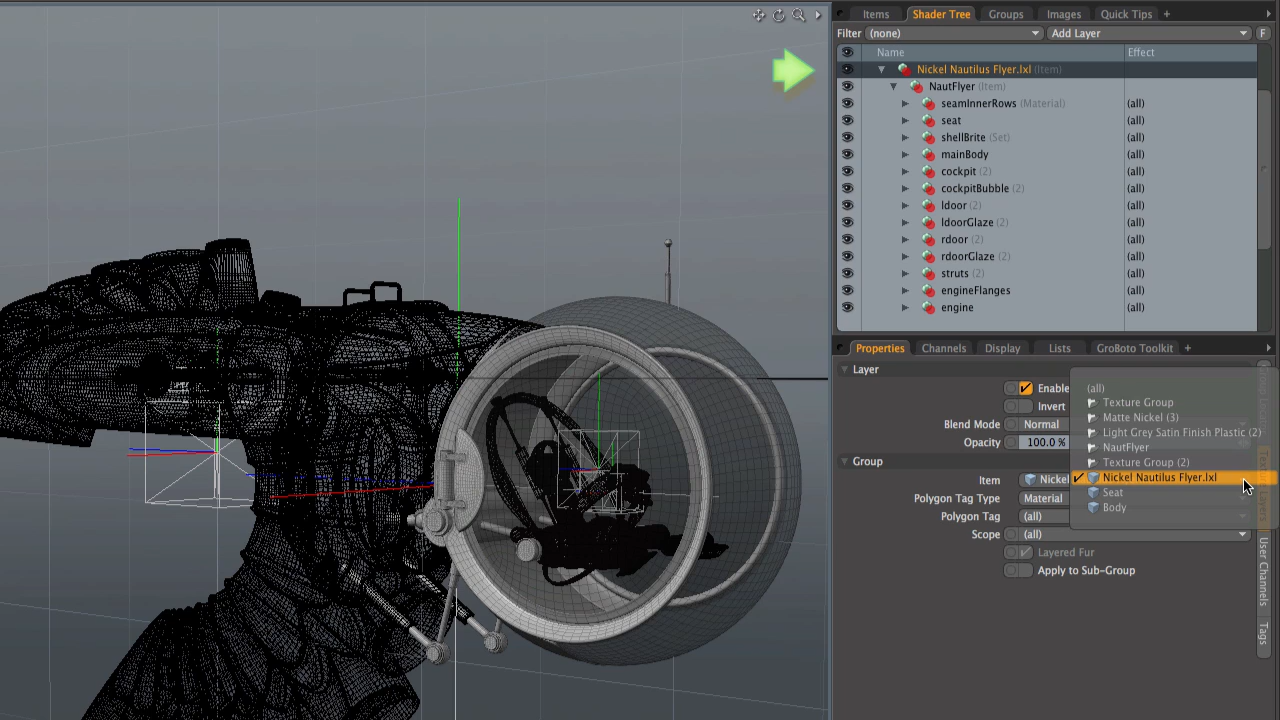 Items Shader Tree Groups Images Quick Tips +
Filter (none) Add Layer F
Name Effect
Nickel Nautilus Flyer.lxl (Item)
NautFlyer (Item)
seamInnerRows (Material) (all)
seat (all)
shellBrite (Set) (all)
mainBody (all)
cockpit (2) (all)
cockpitBubble (2) (all)
ldoor (2) (all)
ldoorGlaze (2) (all)
rdoor (2) (all)
rdoorGlaze (2) (all)
struts (2) (all)
engineFlanges (all)
engine (all)
Properties Channels Display Lists GroBoto Toolkit +
Layer
Enable
Invert
Blend Mode Normal
Opacity 100.0 %
Group
Item Nickel
Polygon Tag Type Material
Polygon Tag (all)
Scope (all)
Layered Fur
Apply to Sub-Group
(all)
Texture Group
Matte Nickel (3)
Light Grey Satin Finish Plastic (2)
NautFlyer
Texture Group (2)
Nickel Nautilus Flyer.lxl
Seat
Body
User Channels
Tags